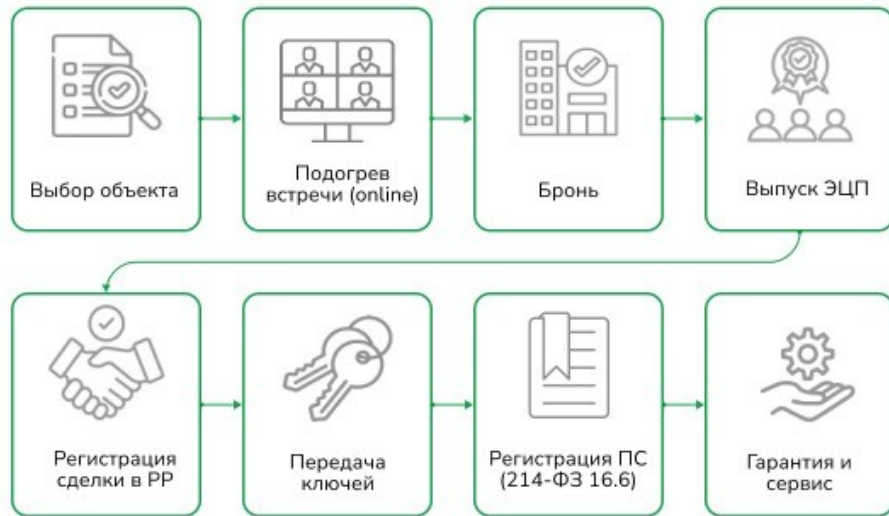 Выбор объекта
Подогрев
встречи (online)
Бронь
Выпуск ЭЦП
Регистрация
сделки в РР
Передача
ключей
Регистрация ПС
(214-ФЗ 16.6)
Гарантия и
сервис